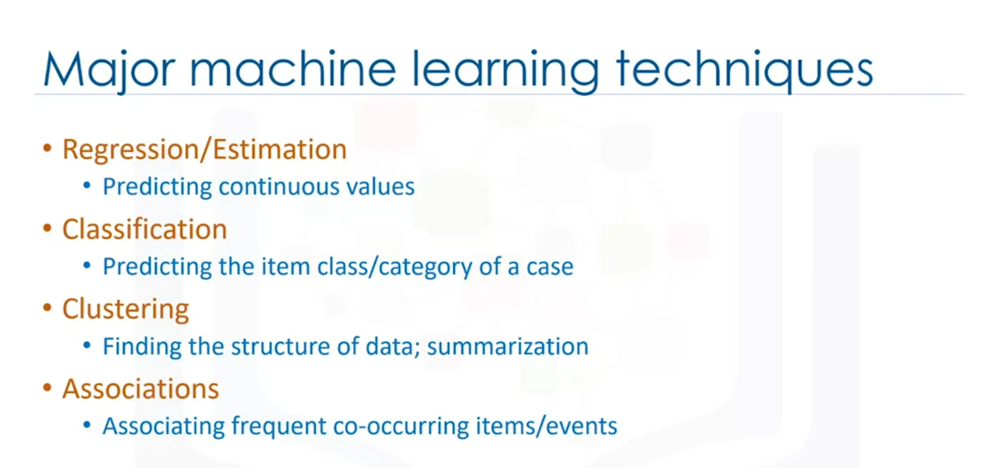 Major machine learning techniques
• Regression/Estimation
• Predicting continuous values
• Classification
• Predicting the item class/category of a case
• Clustering
• Finding the structure of data; summarization
• Associations
• Associating frequent co-occurring items/events